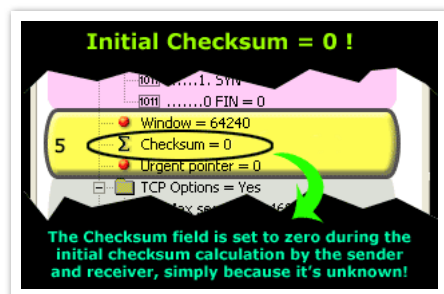 Initial Checksum = 0 !
1011 ......1. SYN
1011 .......0 FIN = 0
Window = 64240
5 Σ Checksum = 0
Urgent pointer = 0
TCP Options = Yes
The Checksum field is set to zero during the
initial checksum calculation by the sender
and receiver, simply because it's unknown!